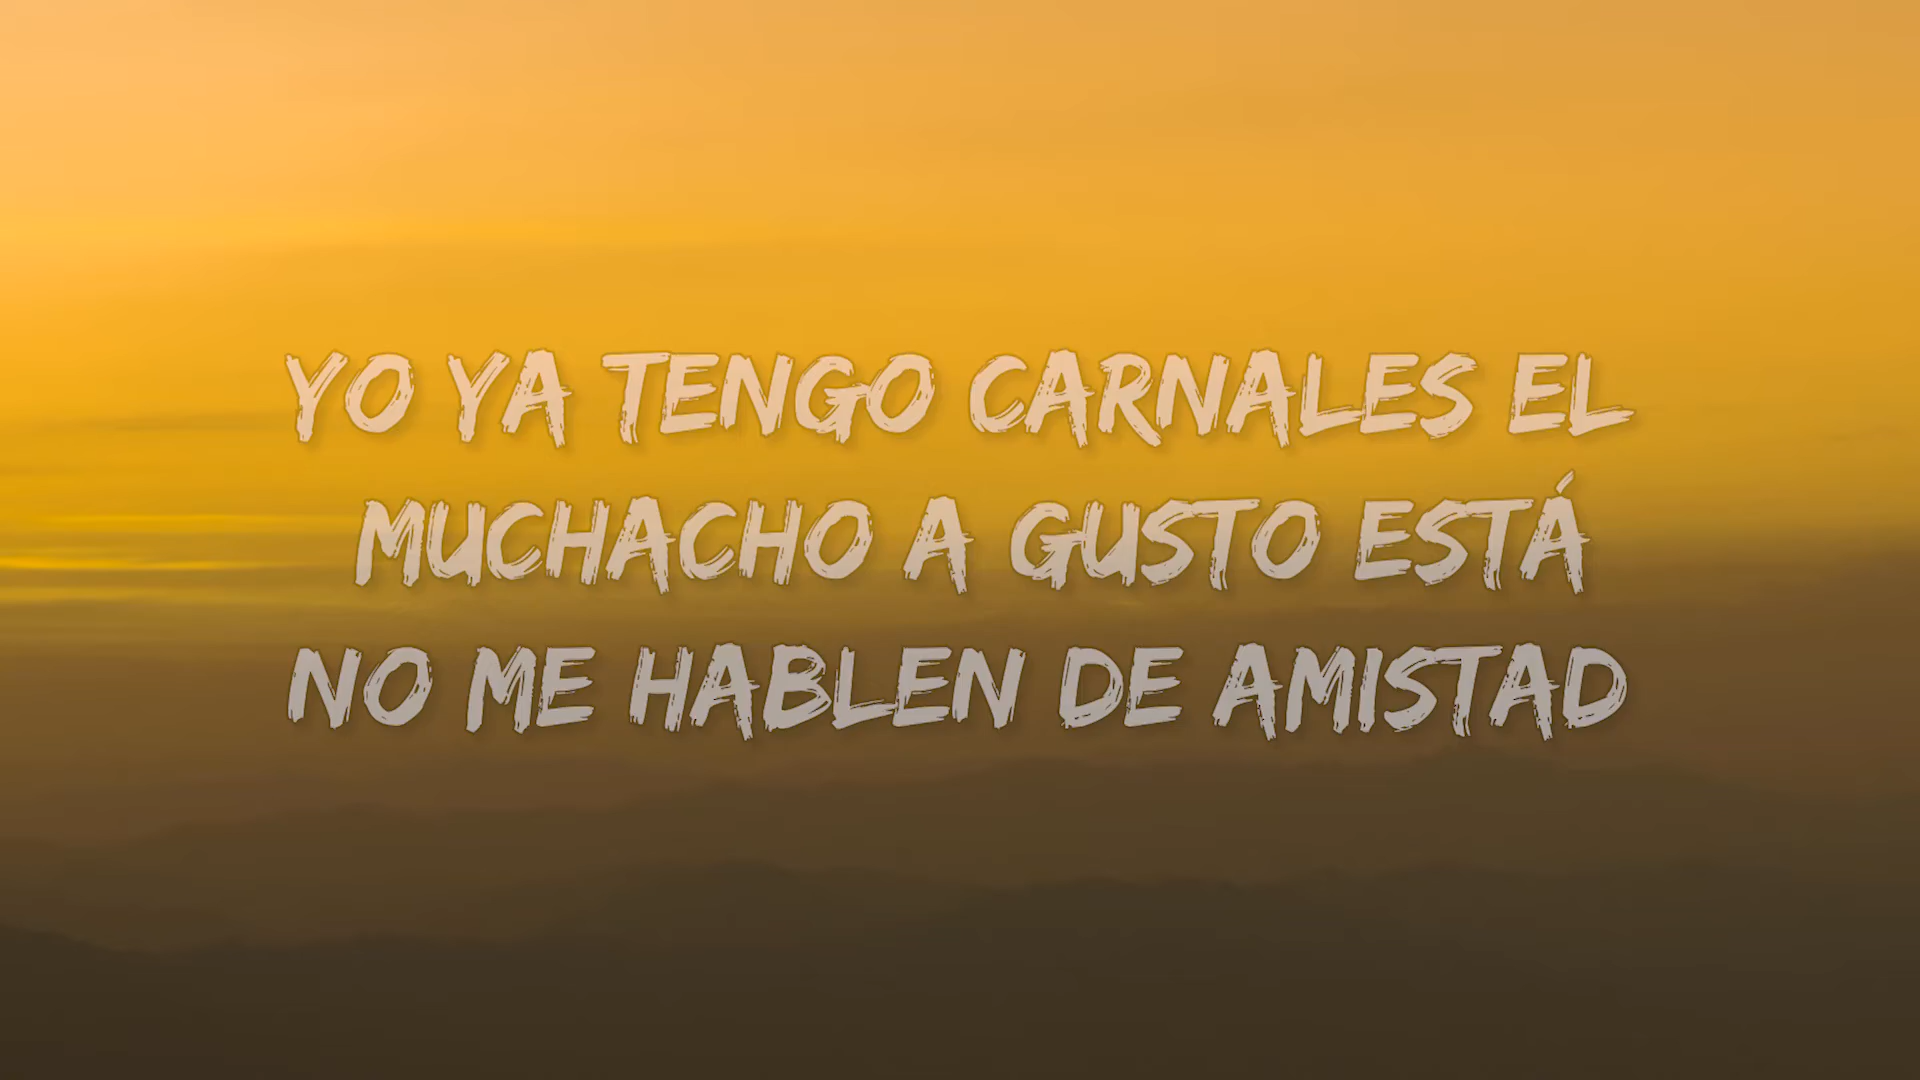 YO YA TENGO CARNALES EL
MUCHACHO A GUSTO ESTÁ
NO ME HABLEN DE AMISTAD